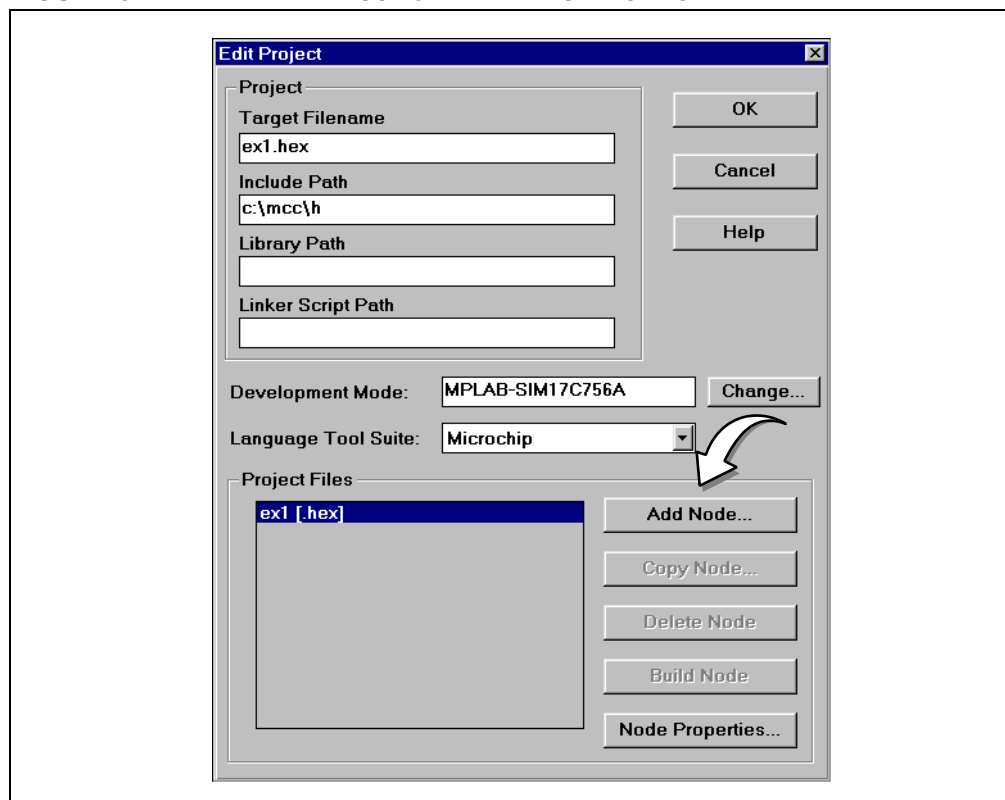 Edit Project
Project
Target Filename
ex1.hex
Include Path
c:\mcc\h
Library Path
Linker Script Path
OK
Cancel
Help
Development Mode:
MPLAB-SIM17C756A
Change...
Language Tool Suite:
Microchip
Project Files
ex1 [.hex]
Add Node...
Copy Node...
Delete Node
Build Node
Node Properties...